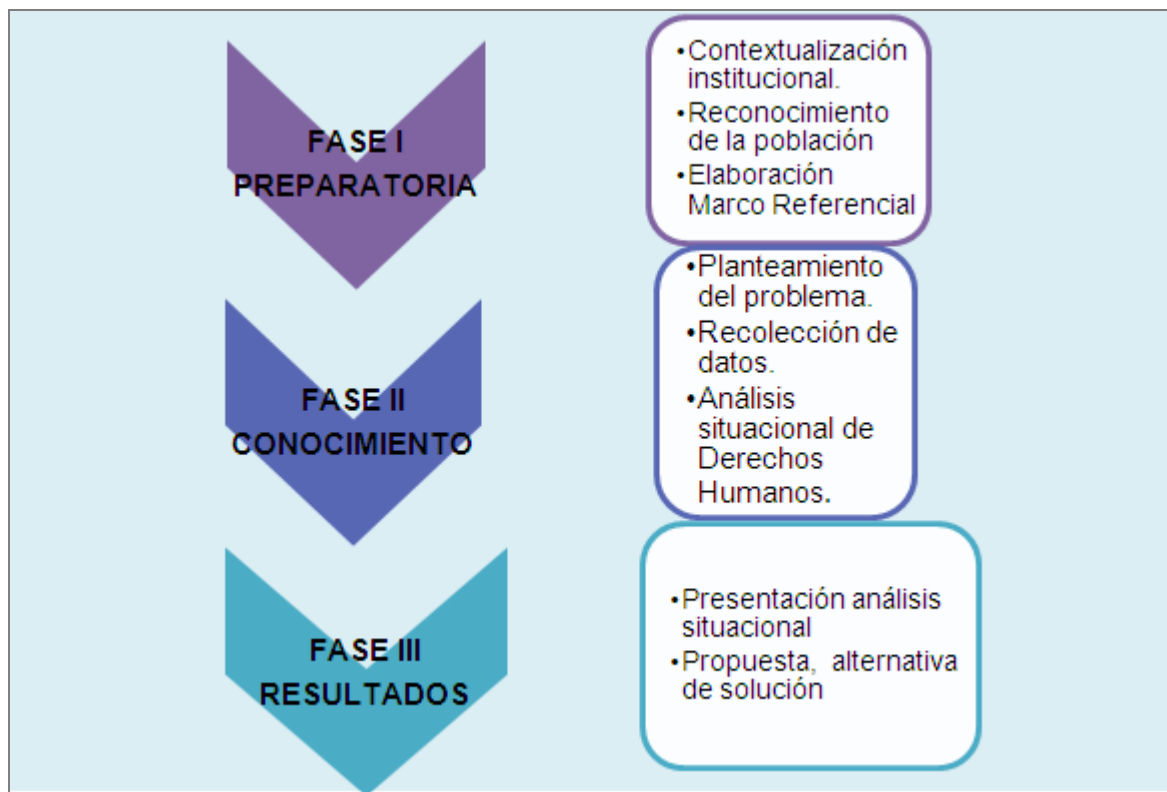 FASE I
PREPARATORIA
•Contextualización
institucional.
•Reconocimiento
de la población
•Elaboración
Marco Referencial
FASE II
CONOCIMIENTO
•Planteamiento
del problema.
•Recolección de
datos.
•Análisis
situacional de
Derechos
Humanos.
FASE III
RESULTADOS
•Presentación análisis
situacional
•Propuesta, alternativa
de solución